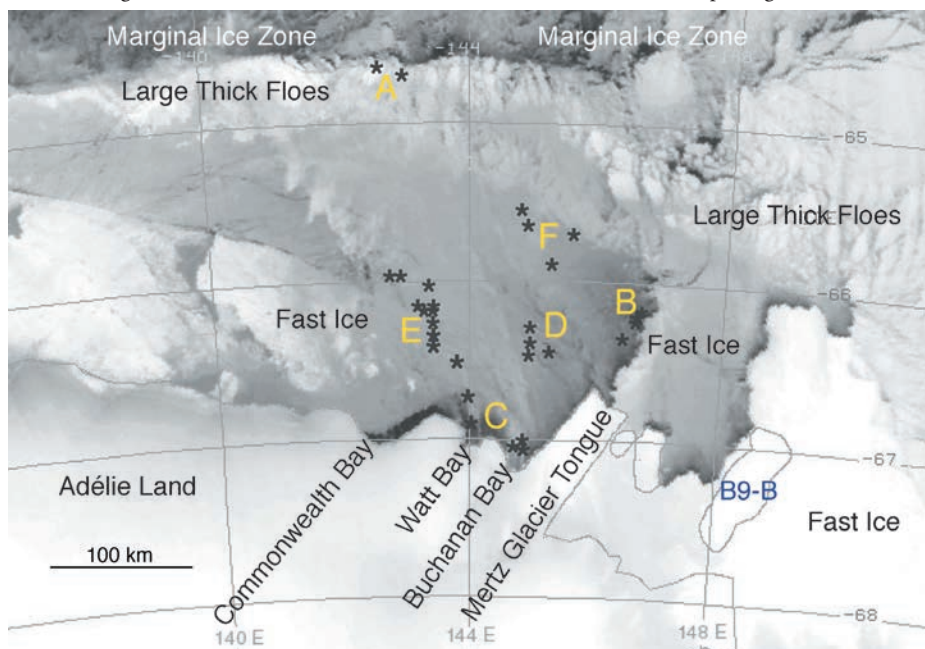 Marginal Ice Zone
Marginal Ice Zone
-140
-144
Large Thick Floes
A
-65
Large Thick Floes
F
-66
B
Fast Ice
E
D
Fast Ice
C
-67
Adélie Land
Commonwealth Bay
Watt Bay
Buchanan Bay
Mertz Glacier Tongue
B9-B
Fast Ice
100 km
-68
140 E
144 E
148 E